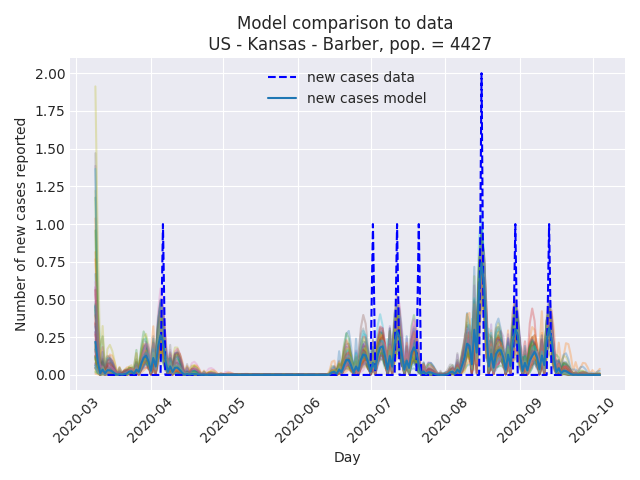 Model comparison to data
US - Kansas - Barber, pop. = 4427
new cases data
new cases model
Number of new cases reported
2.00
1.75
1.50
1.25
1.00
0.75
0.50
0.25
0.00
2020-03
2020-04
2020-05
2020-06
2020-07
2020-08
2020-09
2020-10
Day